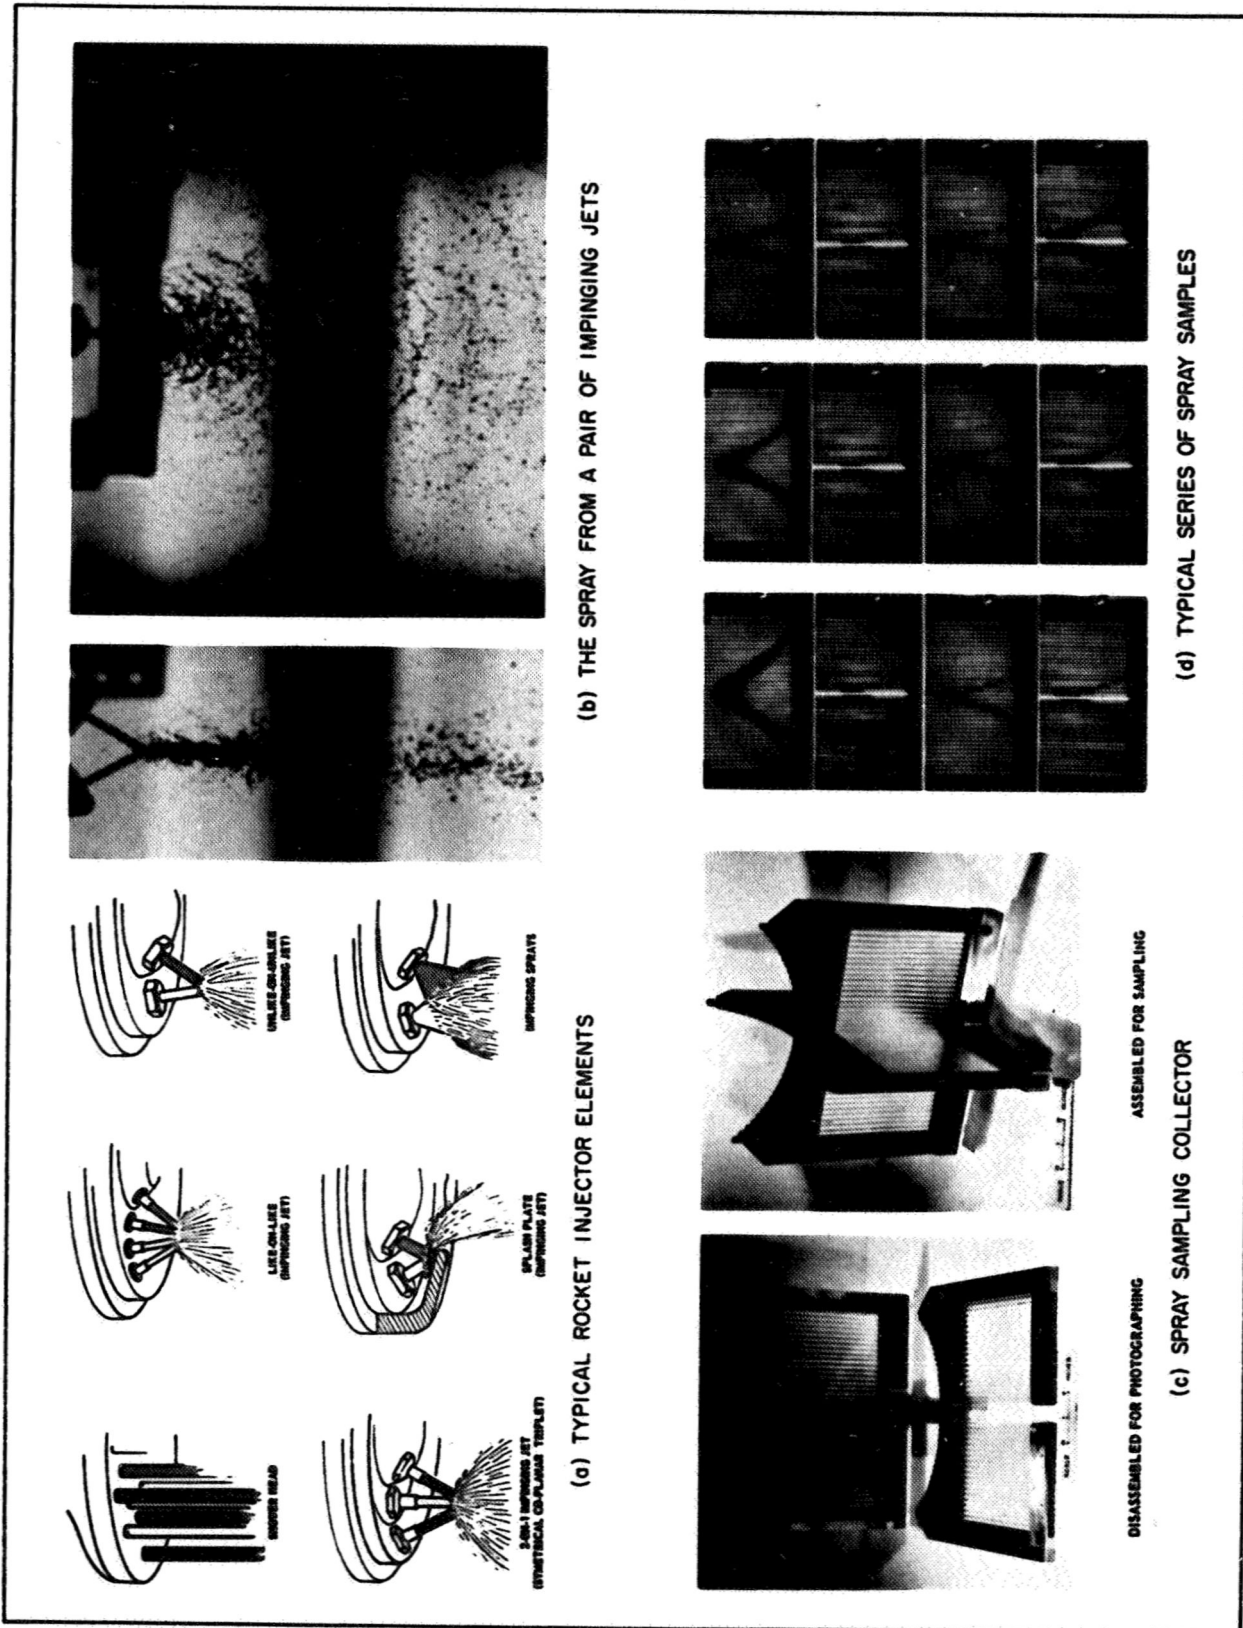 SHOWER HEAD
LIKE-ON-LIKE
(IMPINGING JET)
UNLIKE-ON-UNLIKE
(IMPINGING JET)
2-ON-1 IMPINGING JET
(SYMETRICAL CO-PLANAR TRIPLET)
SPLASH PLATE
(IMPINGING JET)
IMPINGING SPRAYS
(a) TYPICAL ROCKET INJECTOR ELEMENTS
(b) THE SPRAY FROM A PAIR OF IMPINGING JETS
DISASSEMBLED FOR PHOTOGRAPHING
ASSEMBLED FOR SAMPLING
(c) SPRAY SAMPLING COLLECTOR
(d) TYPICAL SERIES OF SPRAY SAMPLES